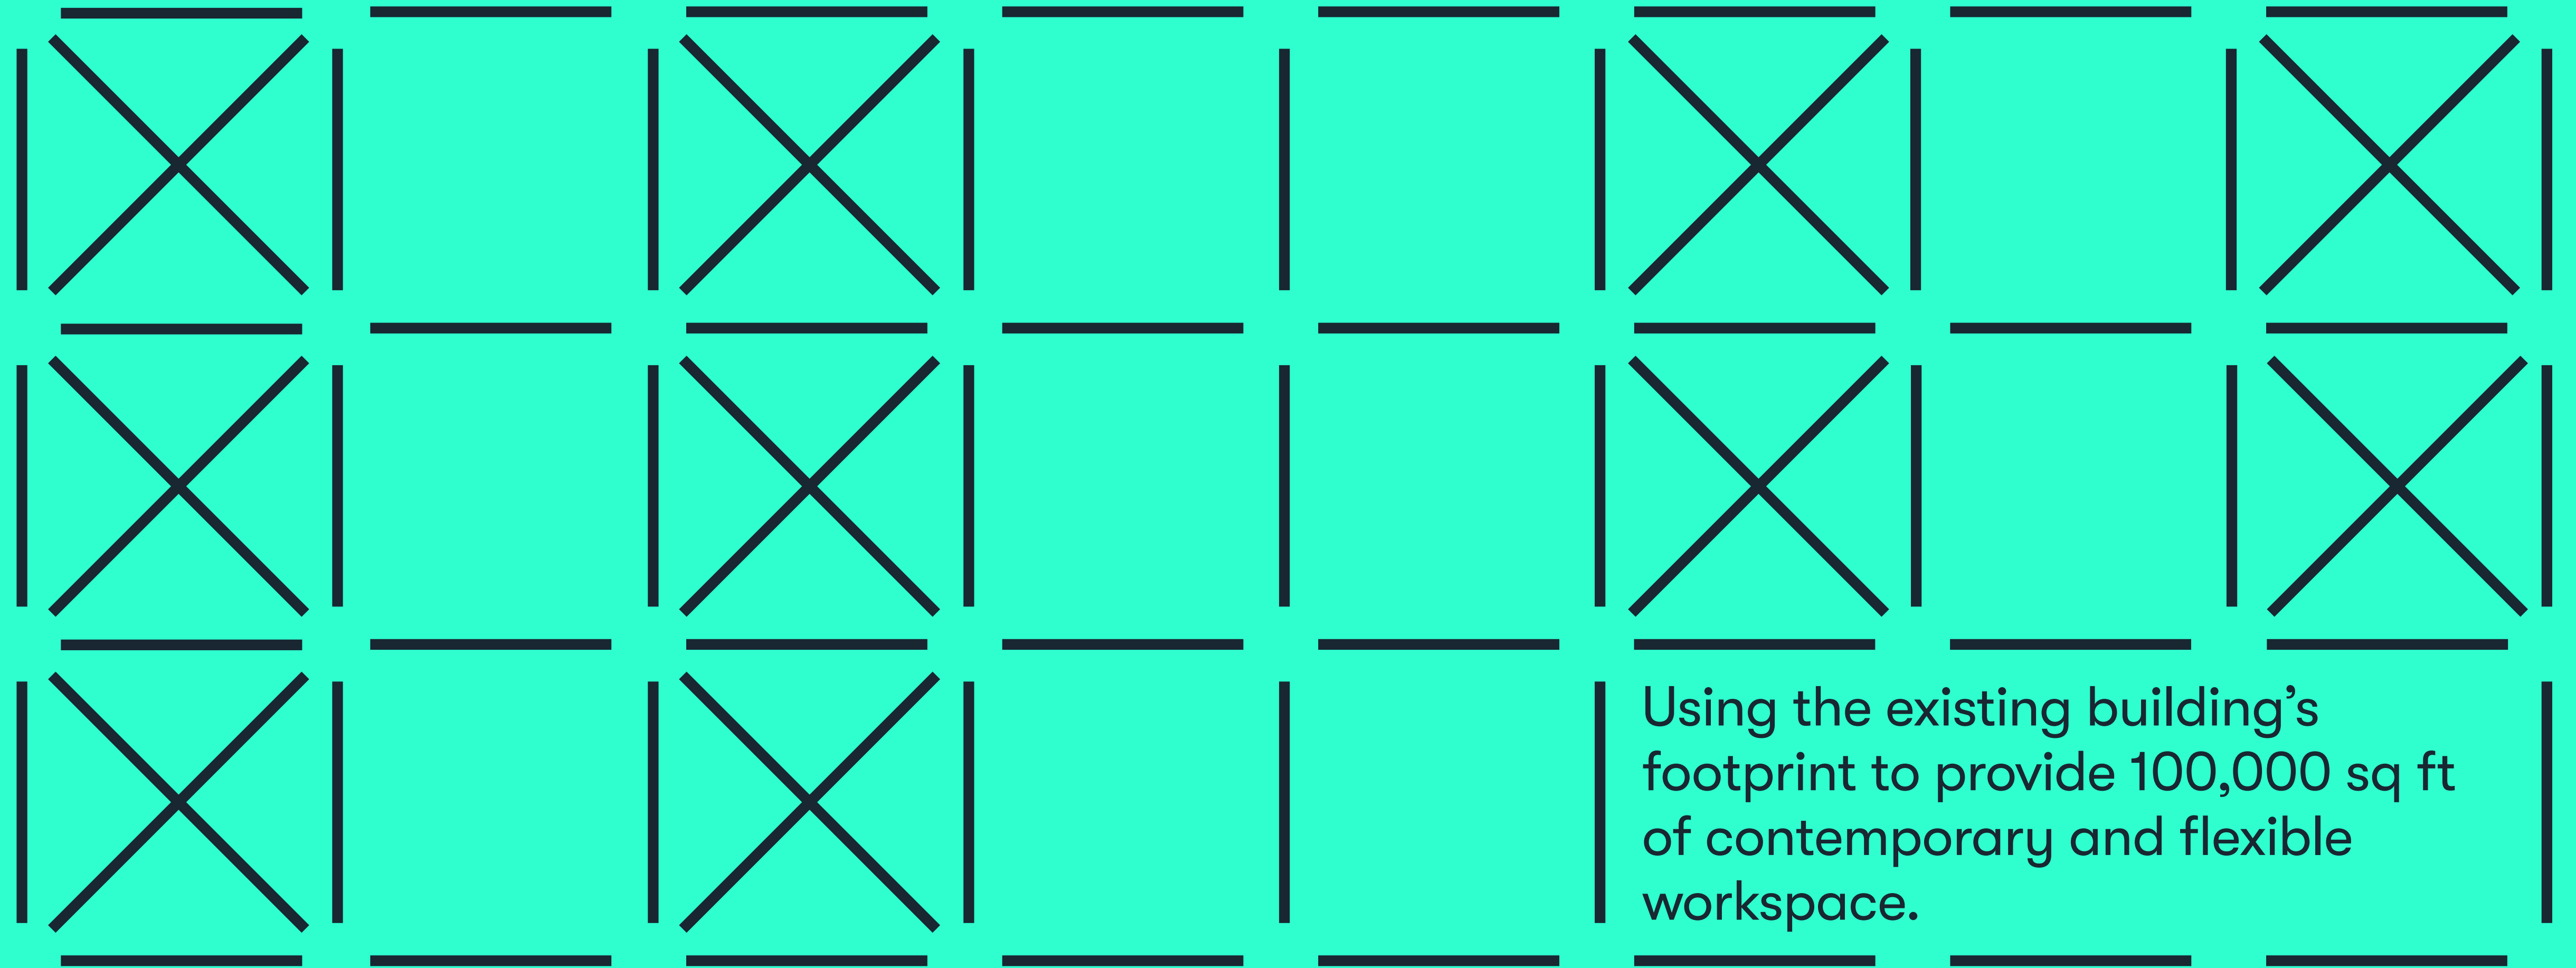 Using the existing building’s
footprint to provide 100,000 sq ft
of contemporary and flexible
workspace.